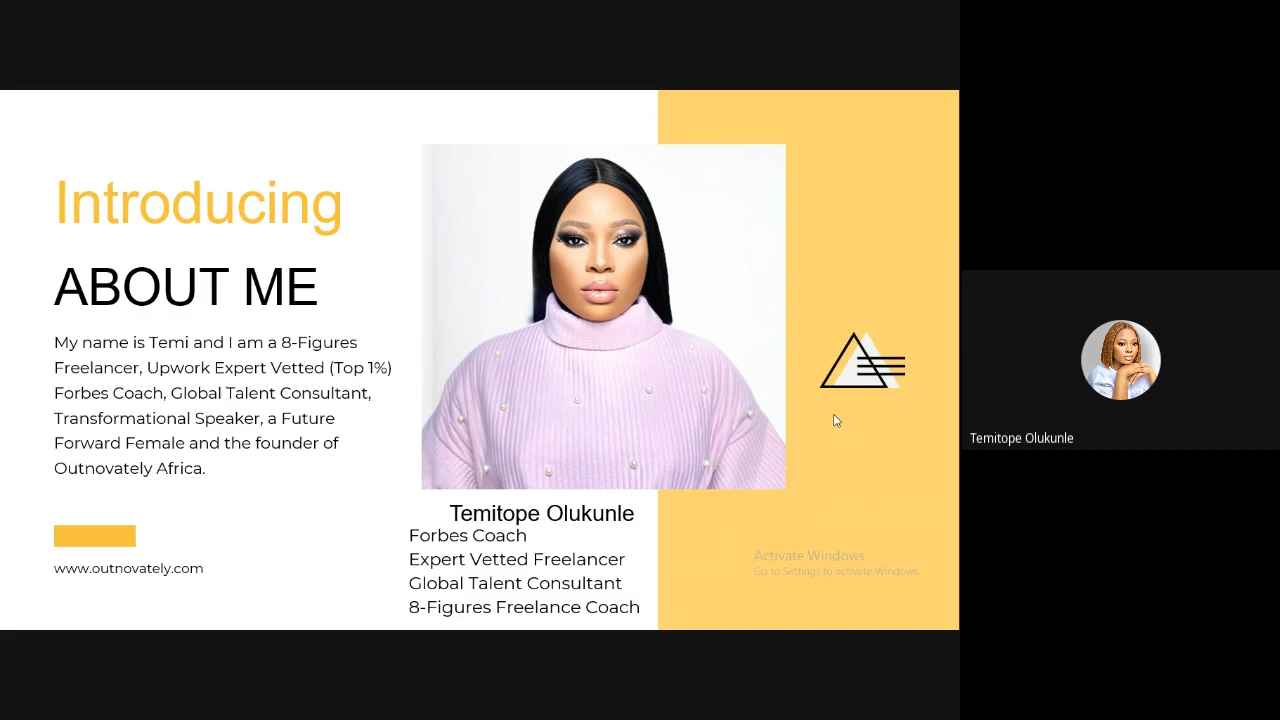 Introducing
ABOUT ME
My name is Temi and I am a 8-Figures
Freelancer, Upwork Expert Vetted (Top 1%)
Forbes Coach, Global Talent Consultant,
Transformational Speaker, a Future
Forward Female and the founder of
Outnovately Africa.
www.outnovately.com
Temitope Olukunle
Forbes Coach
Expert Vetted Freelancer
Global Talent Consultant
8-Figures Freelance Coach
Activate Windows
Go to Settings to activate Windows.
Temitope Olukunle